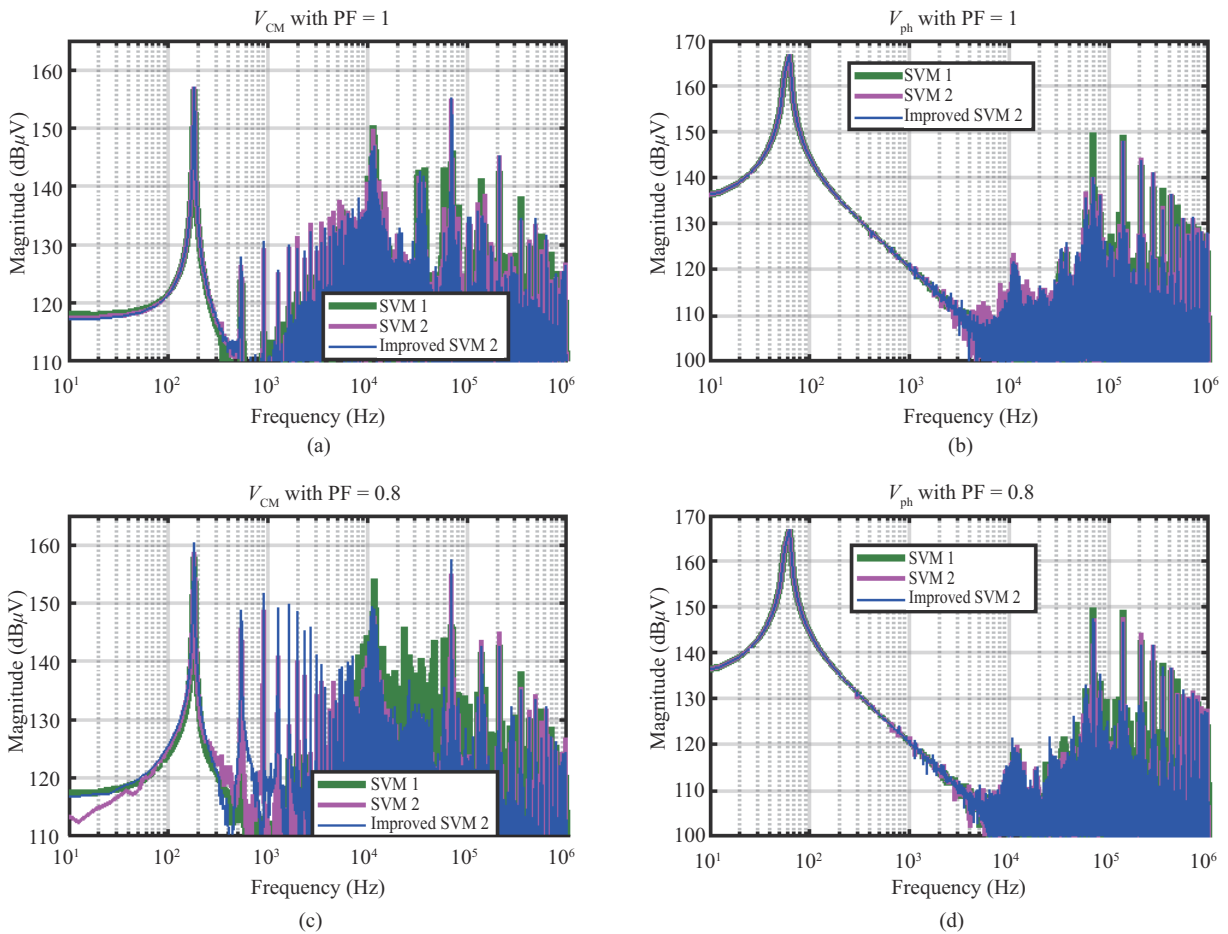 V_CM with PF = 1
160
150
140
130
120
110
Magnitude (dBμV)
SVM 1
SVM 2
Improved SVM 2
10^1 10^2 10^3 10^4 10^5 10^6
Frequency (Hz)
(a)
V_ph with PF = 1
170
160
150
140
130
120
110
100
Magnitude (dBμV)
SVM 1
SVM 2
Improved SVM 2
10^1 10^2 10^3 10^4 10^5 10^6
Frequency (Hz)
(b)
V_CM with PF = 0.8
160
150
140
130
120
110
Magnitude (dBμV)
SVM 1
SVM 2
Improved SVM 2
10^1 10^2 10^3 10^4 10^5 10^6
Frequency (Hz)
(c)
V_ph with PF = 0.8
170
160
150
140
130
120
110
100
Magnitude (dBμV)
SVM 1
SVM 2
Improved SVM 2
10^1 10^2 10^3 10^4 10^5 10^6
Frequency (Hz)
(d)